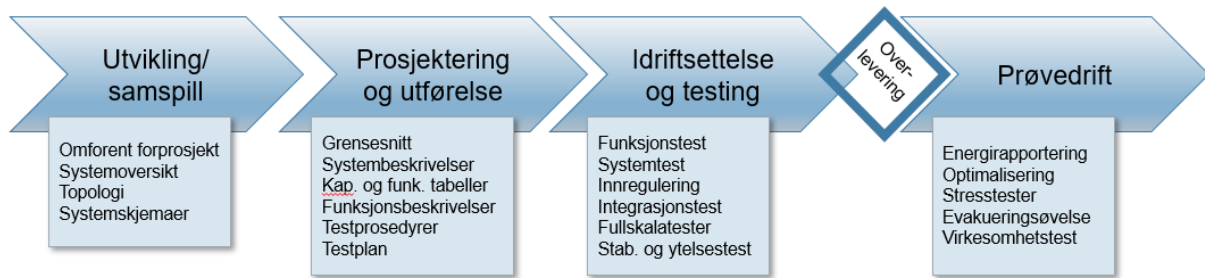 Utvikling/
samspill
Omforent forprosjekt
Systemoversikt
Topologi
Systemskjemaer
Prosjektering
og utførelse
Grensesnitt
Systembeskrivelser
Kap. og funk. tabeller
Funksjonsbeskrivelser
Testprosedyrer
Testplan
Idriftsettelse
og testing
Funksjonstest
Systemtest
Innregulering
Integrasjonstest
Fullskalatester
Stab. og ytelsestest
Over-
levering
Prøvedrift
Energirapportering
Optimalisering
Stresstester
Evakueringsøvelse
Virkesomhetstest